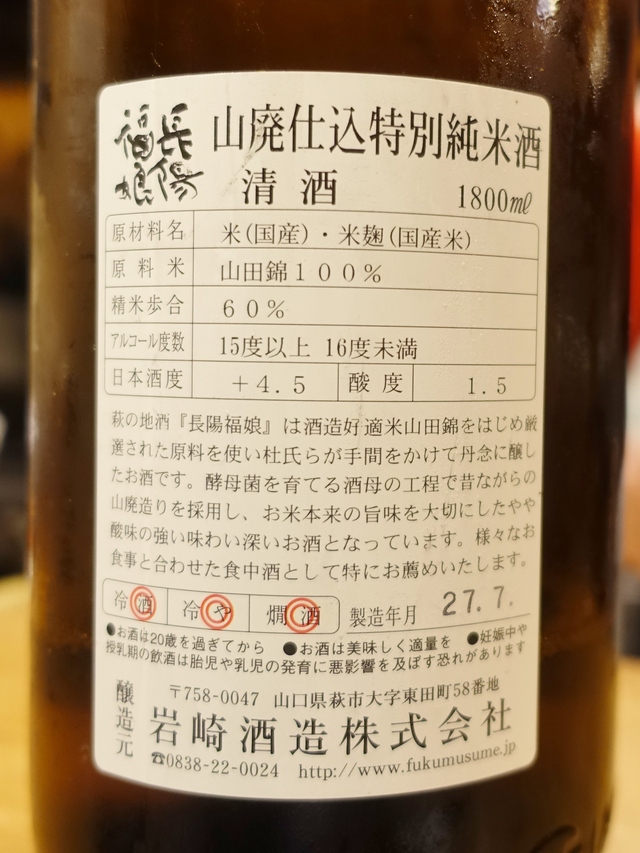 長陽
福娘
山廃仕込特別純米酒
清酒 1800ml
原材料名 米(国産)・米麹(国産米)
原料米 山田錦100%
精米歩合 60%
アルコール度数 15度以上 16度未満
日本酒度 +4.5 酸度 1.5
萩の地酒『長陽福娘』は酒造好適米山田錦をはじめ厳
選された原料を使い杜氏らが手間をかけて丹念に醸し
たお酒です。酵母菌を育てる酒母の工程で昔ながらの
山廃造りを採用し、お米本来の旨味を大切にしたやや
酸味の強い味わい深いお酒となっています。様々なお
食事と合わせた食中酒として特にお薦めいたします。
冷酒 冷や 燗酒 製造年月 27.7.
●お酒は20歳を過ぎてから ●お酒は美味しく適量を ●妊娠中や
授乳期の飲酒は胎児や乳児の発育に悪影響を及ぼす恐れがあります
醸造元
〒758-0047 山口県萩市大字東田町58番地
岩崎酒造株式会社
☎0838-22-0024 http://www.fukumusume.jp